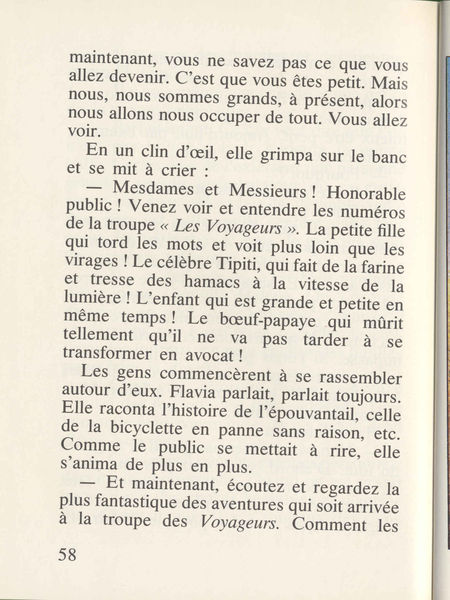 maintenant, vous ne savez pas ce que vous
allez devenir. C'est que vous êtes petit. Mais
nous, nous sommes grands, à présent, alors
nous allons nous occuper de tout. Vous allez
voir.
En un clin d'œil, elle grimpa sur le banc
et se mit à crier :
— Mesdames et Messieurs ! Honorable
public ! Venez voir et entendre les numéros
de la troupe « Les Voyageurs ». La petite fille
qui tord les mots et voit plus loin que les
virages ! Le célèbre Tipiti, qui fait de la farine
et tresse des hamacs à la vitesse de la
lumière ! L'enfant qui est grande et petite en
même temps ! Le bœuf-papaye qui mûrit
tellement qu'il ne va pas tarder à se
transformer en avocat !
Les gens commencèrent à se rassembler
autour d'eux. Flavia parlait, parlait toujours.
Elle raconta l'histoire de l'épouvantail, celle
de la bicyclette en panne sans raison, etc.
Comme le public se mettait à rire, elle
s'anima de plus en plus.
— Et maintenant, écoutez et regardez la
plus fantastique des aventures qui soit arrivée
à la troupe des Voyageurs. Comment les
58